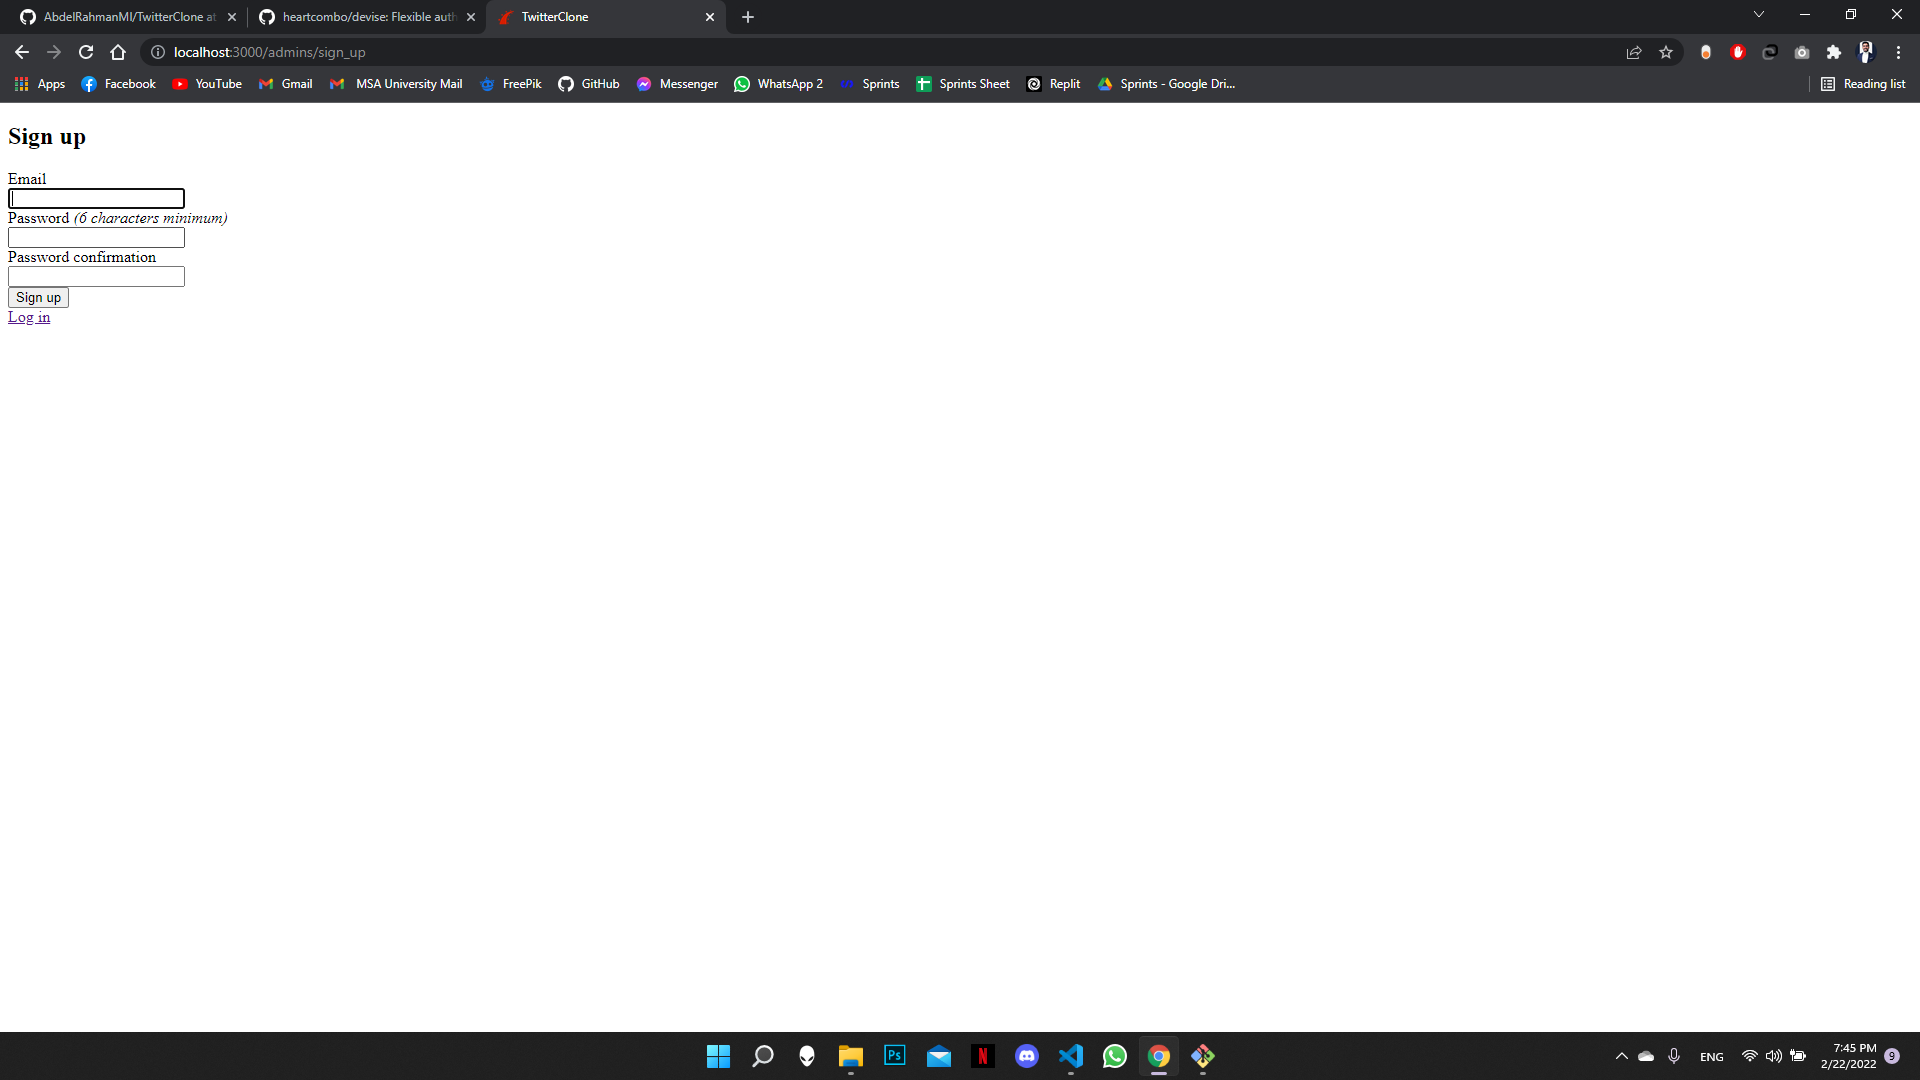 AbdelRahmanMI/TwitterClone at
heartcombo/devise: Flexible auth
TwitterClone
localhost:3000/admins/sign_up
Apps
Facebook
YouTube
Gmail
MSA University Mail
FreePik
GitHub
Messenger
WhatsApp 2
Sprints
Sprints Sheet
Replit
Sprints - Google Dri...
Reading list
Sign up
Email
Password (6 characters minimum)
Password confirmation
Sign up
Log in
Ps
N
ENG
7:45 PM
2/22/2022
9